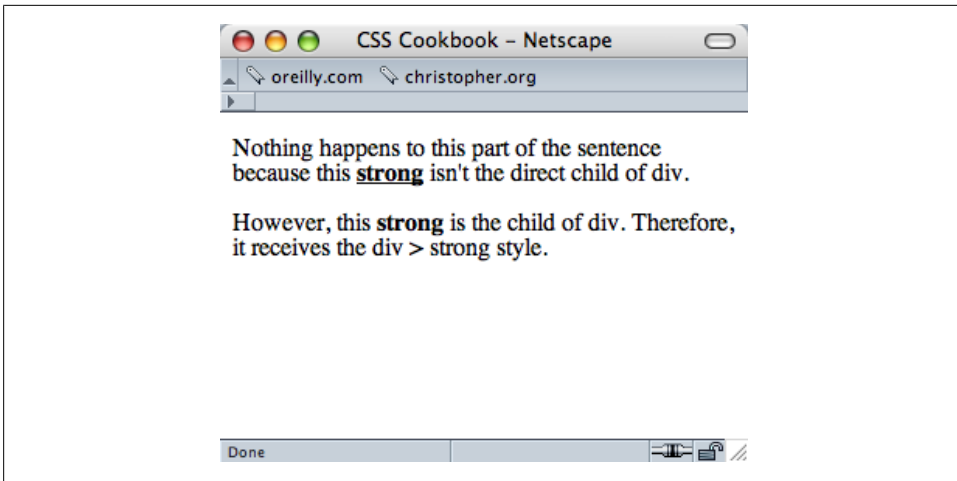 CSS Cookbook – Netscape
oreilly.com christopher.org
Nothing happens to this part of the sentence
because this strong isn't the direct child of div.
However, this strong is the child of div. Therefore,
it receives the div > strong style.
Done